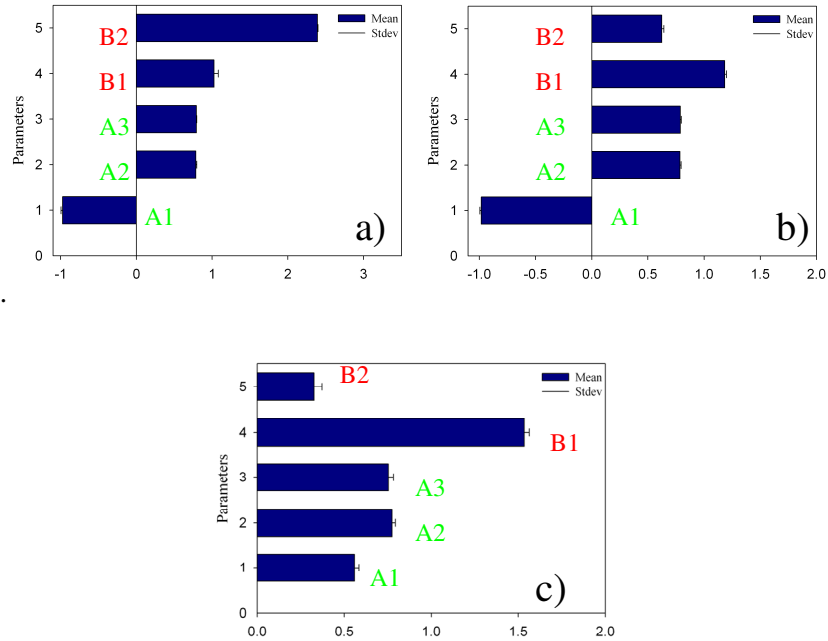 Mean
Stdev
5
4
3
2
1
0
Parameters
B2
B1
A3
A2
A1
a)
-1
0
1
2
3
Mean
Stdev
5
4
3
2
1
0
Parameters
B2
B1
A3
A2
A1
b)
-1.0
-0.5
0.0
0.5
1.0
1.5
2.0
.
Mean
Stdev
5
4
3
2
1
0
Parameters
B2
B1
A3
A2
A1
c)
0.0
0.5
1.0
1.5
2.0